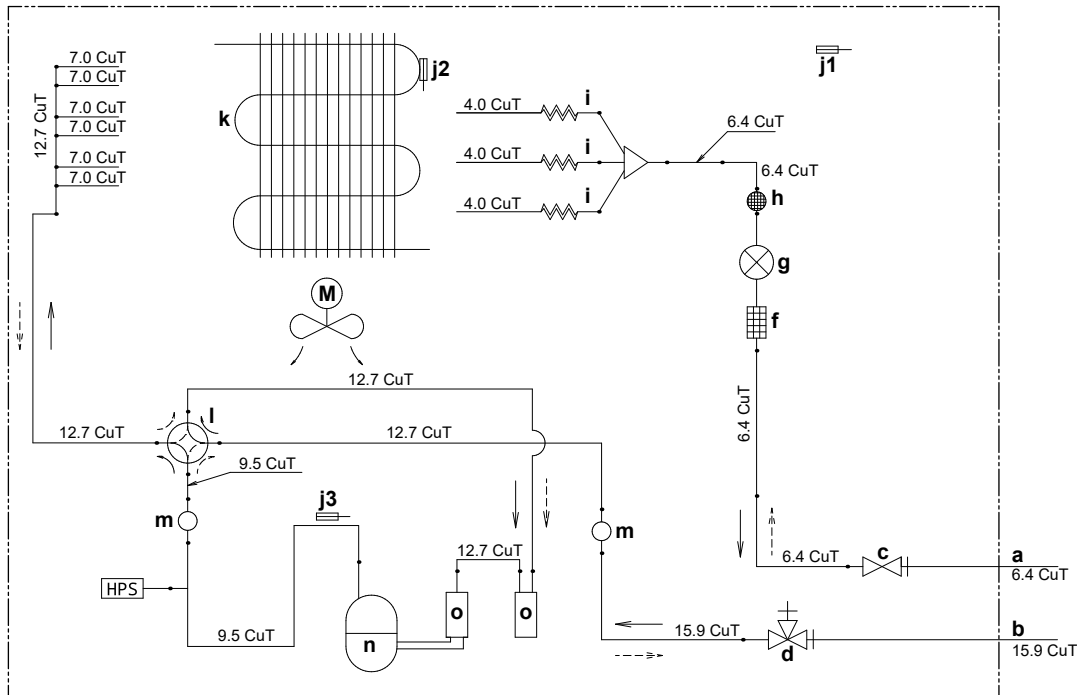 7.0 CuT
7.0 CuT
7.0 CuT
7.0 CuT
7.0 CuT
7.0 CuT
12.7 CuT
k
j2
j1
4.0 CuT
i
4.0 CuT
i
4.0 CuT
i
6.4 CuT
6.4 CuT
h
g
f
M
12.7 CuT
12.7 CuT
l
12.7 CuT
9.5 CuT
m
j3
12.7 CuT
m
6.4 CuT
6.4 CuT
c
a
6.4 CuT
HPS
9.5 CuT
n
o
o
15.9 CuT
d
b
15.9 CuT